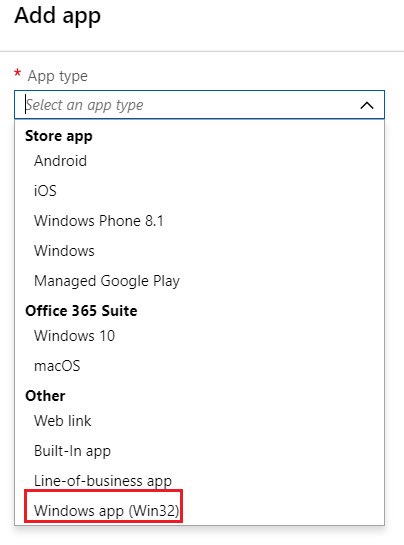 Add app
* App type
Select an app type
Store app
Android
iOS
Windows Phone 8.1
Windows
Managed Google Play
Office 365 Suite
Windows 10
macOS
Other
Web link
Built-In app
Line-of-business app
Windows app (Win32)